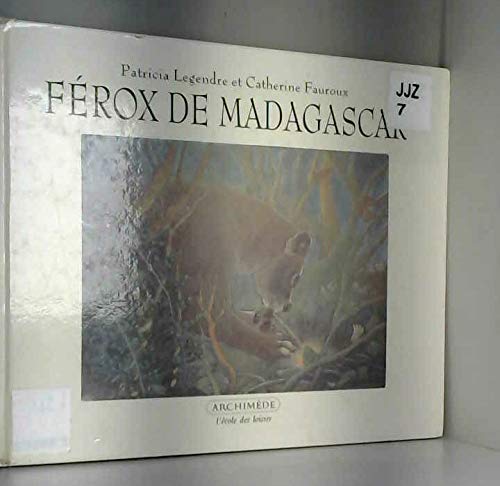 Patricia Legendre et Catherine Fauroux
FÉROX DE MADAGASCAR
JJZ
7
ARCHIMÈDE
l'école des loisirs